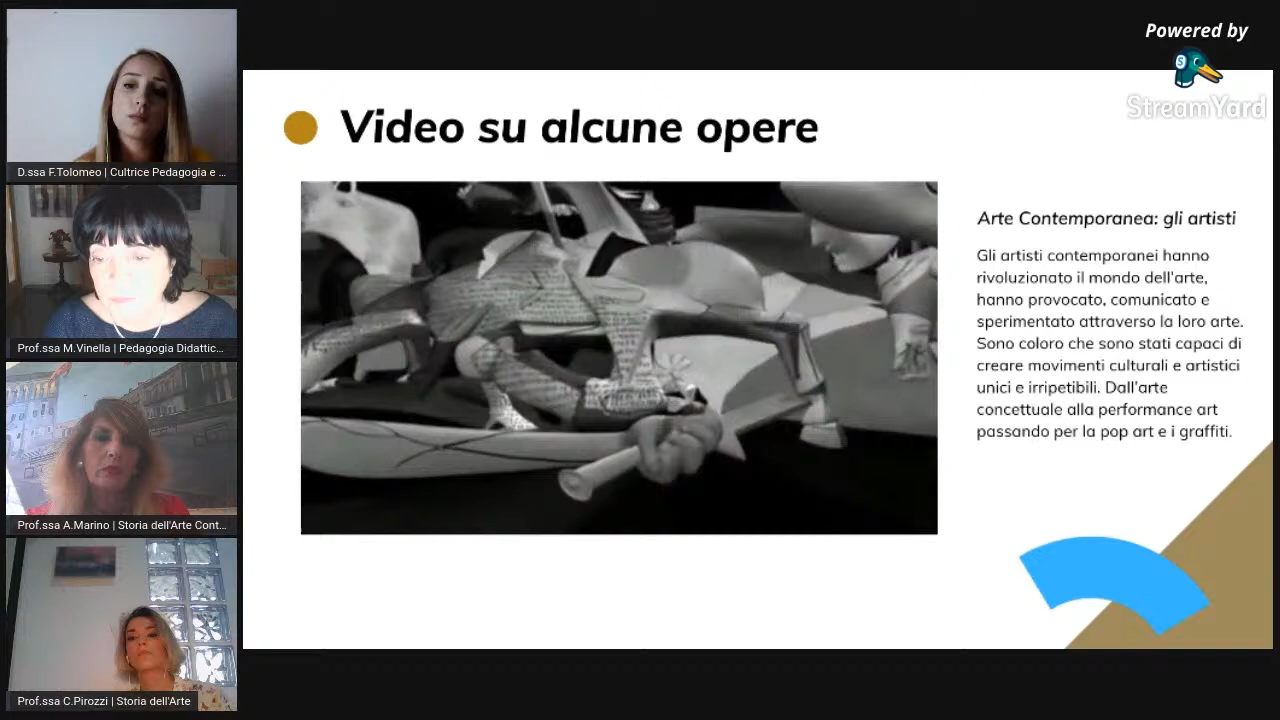 Powered by
StreamYard
Video su alcune opere
Arte Contemporanea: gli artisti
Gli artisti contemporanei hanno
rivoluzionato il mondo dell'arte,
hanno provocato, comunicato e
sperimentato attraverso la loro arte.
Sono coloro che sono stati capaci di
creare movimenti culturali e artistici
unici e irripetibili. Dall'arte
concettuale alla performance art
passando per la pop art e i graffiti.
D.ssa F.Tolomeo | Cultrice Pedagogia e ...
Prof.ssa M.Vinella | Pedagogia Didattic...
Prof.ssa A.Marino | Storia dell'Arte Cont...
Prof.ssa C.Pirozzi | Storia dell'Arte